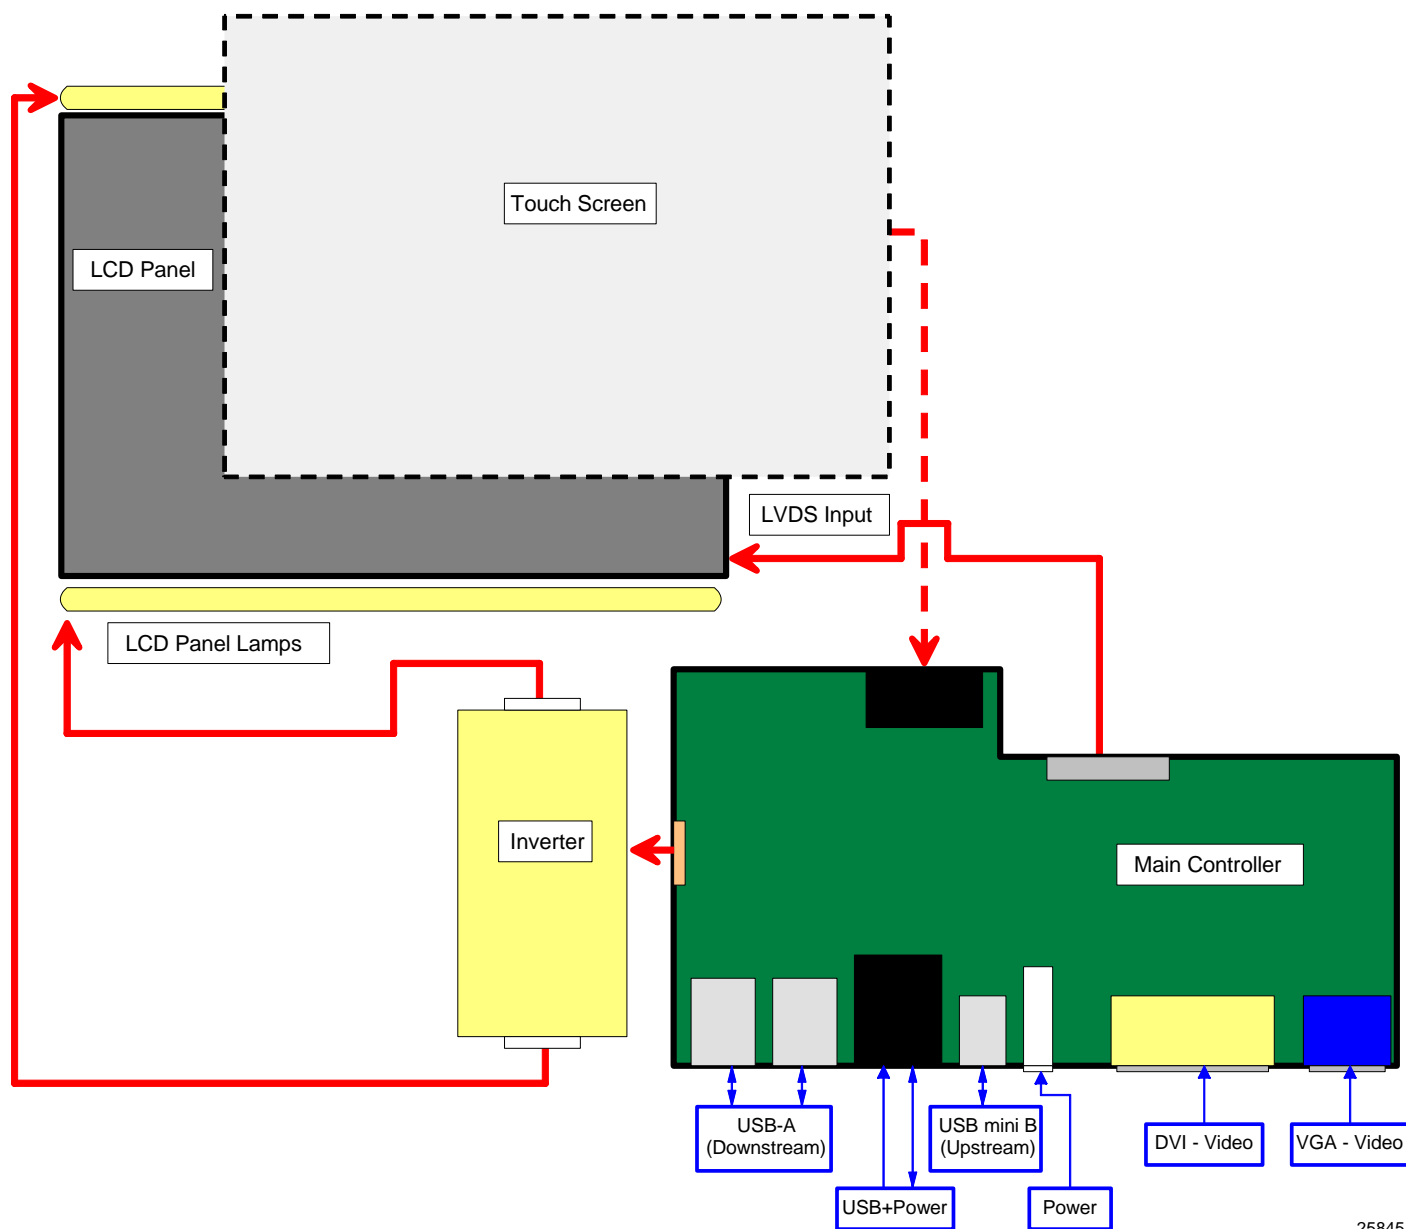 Touch Screen
LCD Panel
LVDS Input
LCD Panel Lamps
Inverter
Main Controller
USB-A
(Downstream)
USB mini B
(Upstream)
DVI - Video
VGA - Video
USB+Power
Power
25845